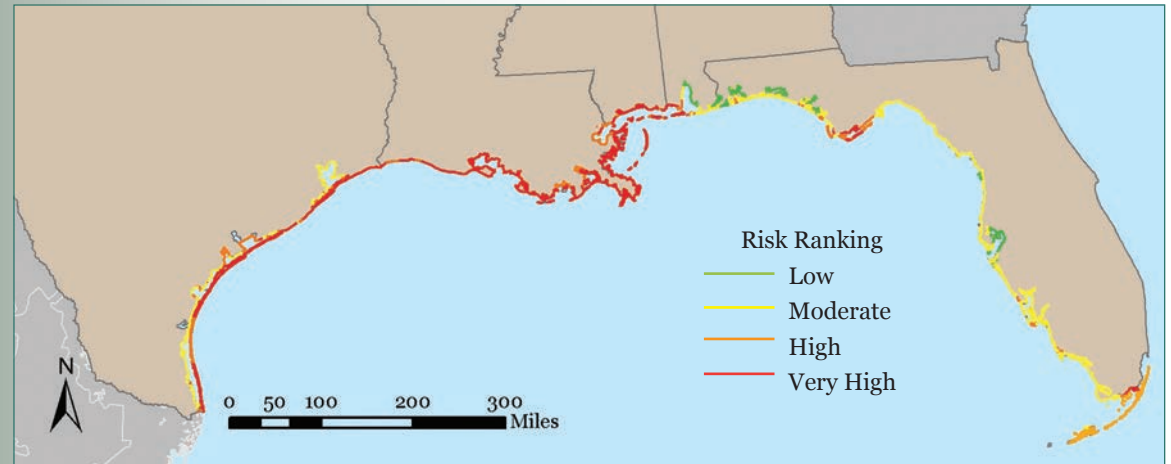 Risk Ranking
Low
Moderate
High
Very High
N
0 50 100 200 300
Miles